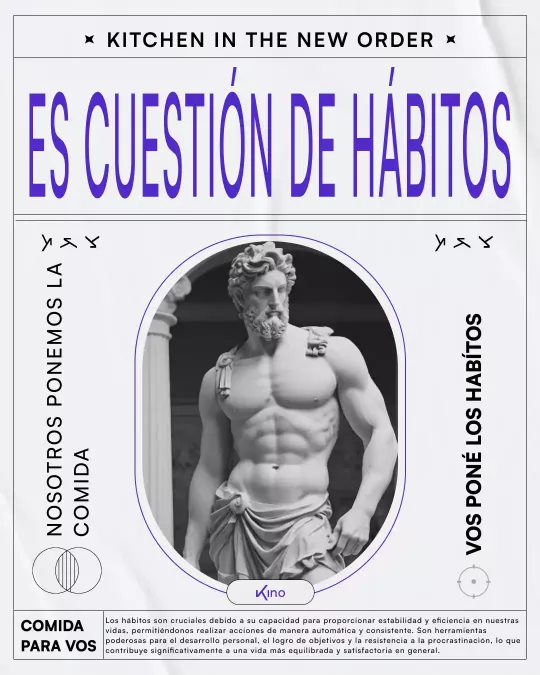 KITCHEN IN THE NEW ORDER
ES CUESTIÓN DE HÁBITOS
NOSOTROS PONEMOS LA
COMIDA
VOS PONÉ LOS HABÍTOS
Kino
COMIDA
PARA VOS
Los hábitos son cruciales debido a su capacidad para proporcionar estabilidad y eficiencia en nuestras
vidas, permitiéndonos realizar acciones de manera automática y consistente. Son herramientas
poderosas para el desarrollo personal, el logro de objetivos y la resistencia a la procrastinación, lo que
contribuye significativamente a una vida más equilibrada y satisfactoria en general.